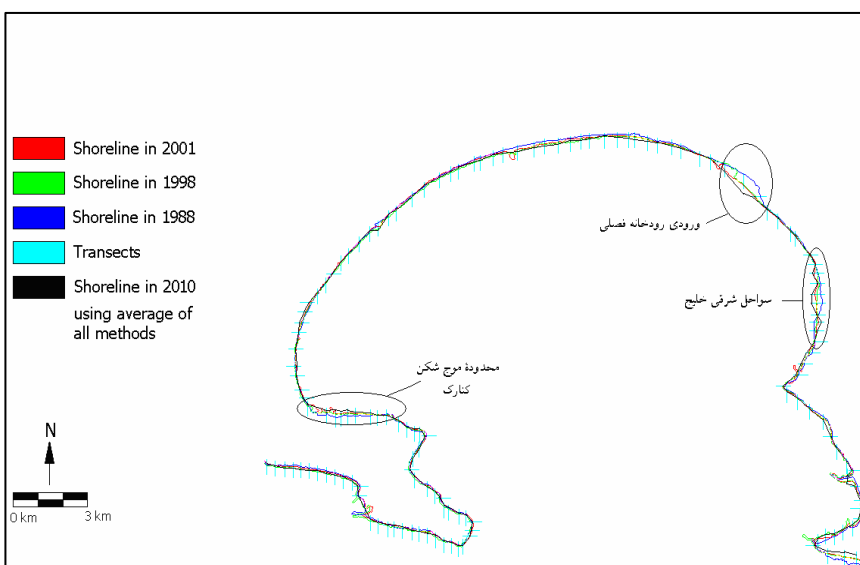 Shoreline in 2001
Shoreline in 1998
Shoreline in 1988
Transects
Shoreline in 2010
using average of
all methods
N
0 km 3 km
ورودی رودخانه فصلی
سواحل شرقی خلیج
محدودهٔ موج شکن
کنارک